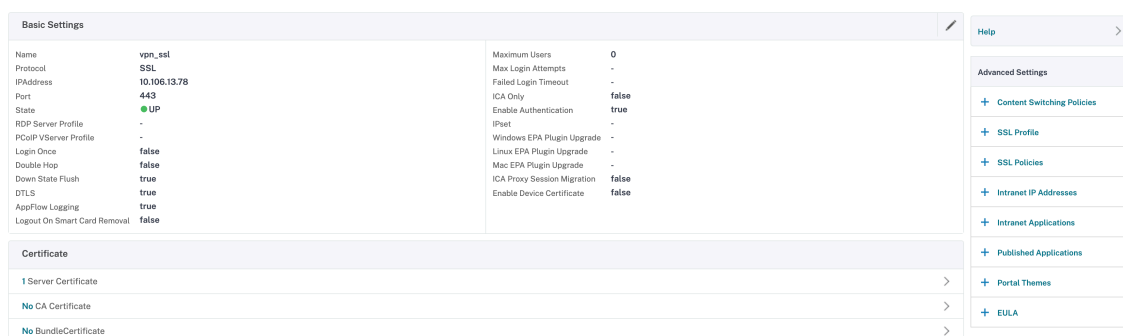 Basic Settings
Name vpn_ssl
Protocol SSL
IPAddress 10.106.13.78
Port 443
State UP
RDP Server Profile -
PCoIP VServer Profile -
Login Once false
Double Hop false
Down State Flush true
DTLS true
AppFlow Logging true
Logout On Smart Card Removal false
Maximum Users 0
Max Login Attempts -
Failed Login Timeout -
ICA Only false
Enable Authentication true
IPset -
Windows EPA Plugin Upgrade -
Linux EPA Plugin Upgrade -
Mac EPA Plugin Upgrade -
ICA Proxy Session Migration false
Enable Device Certificate false
Certificate
1 Server Certificate
No CA Certificate
No BundleCertificate
Help
Advanced Settings
+ Content Switching Policies
+ SSL Profile
+ SSL Policies
+ Intranet IP Addresses
+ Intranet Applications
+ Published Applications
+ Portal Themes
+ EULA